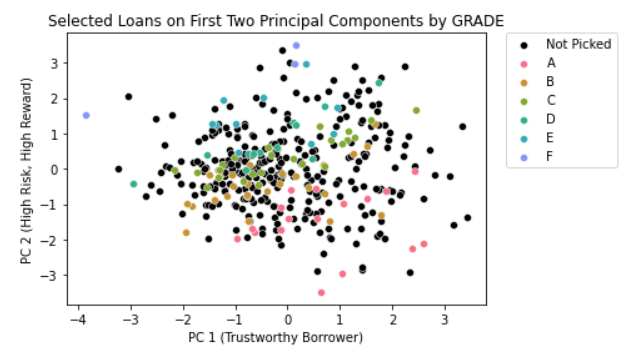 Selected Loans on First Two Principal Components by GRADE
PC 2 (High Risk, High Reward)
3
2
1
0
−1
−2
−3
−4 −3 −2 −1 0 1 2 3
PC 1 (Trustworthy Borrower)
Not Picked
A
B
C
D
E
F